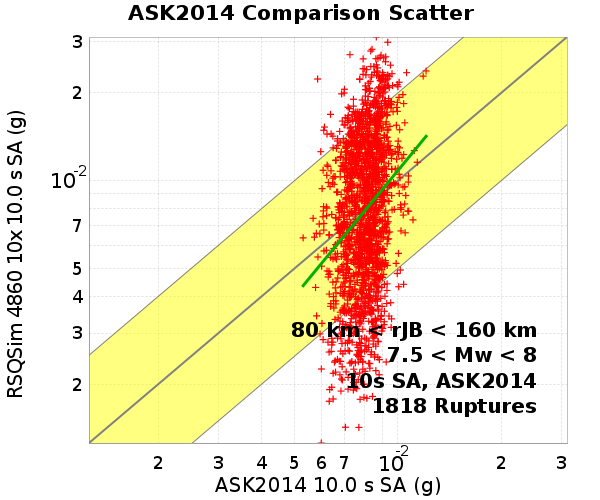 ASK2014 Comparison Scatter
RSQSim 4860 10x 10.0 s SA (g)
3
2
10⁻²
7
5
4
3
2
80 km < rJB < 160 km
7.5 < Mw < 8
10s SA, ASK2014
1818 Ruptures
2 3 4 5 6 7 10⁻² 2 3
ASK2014 10.0 s SA (g)